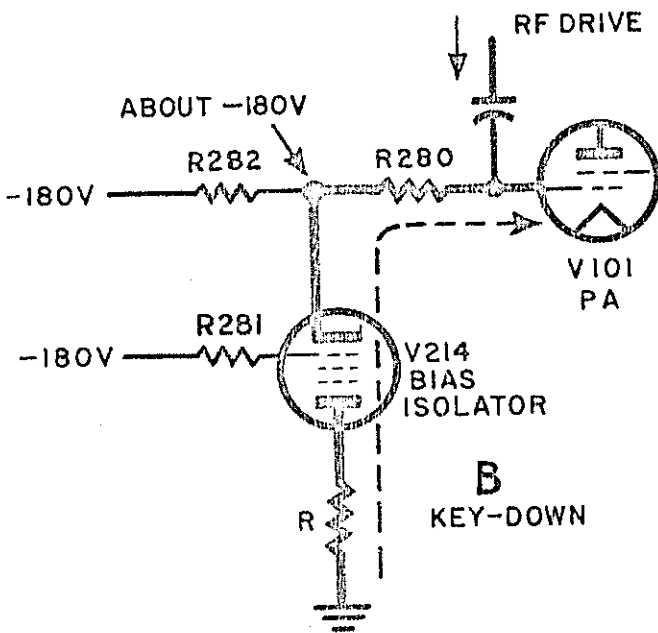 RF DRIVE
ABOUT -180V
R282
R280
-180V
V101
PA
R281
-180V
V214
BIAS
ISOLATOR
B
R
KEY-DOWN